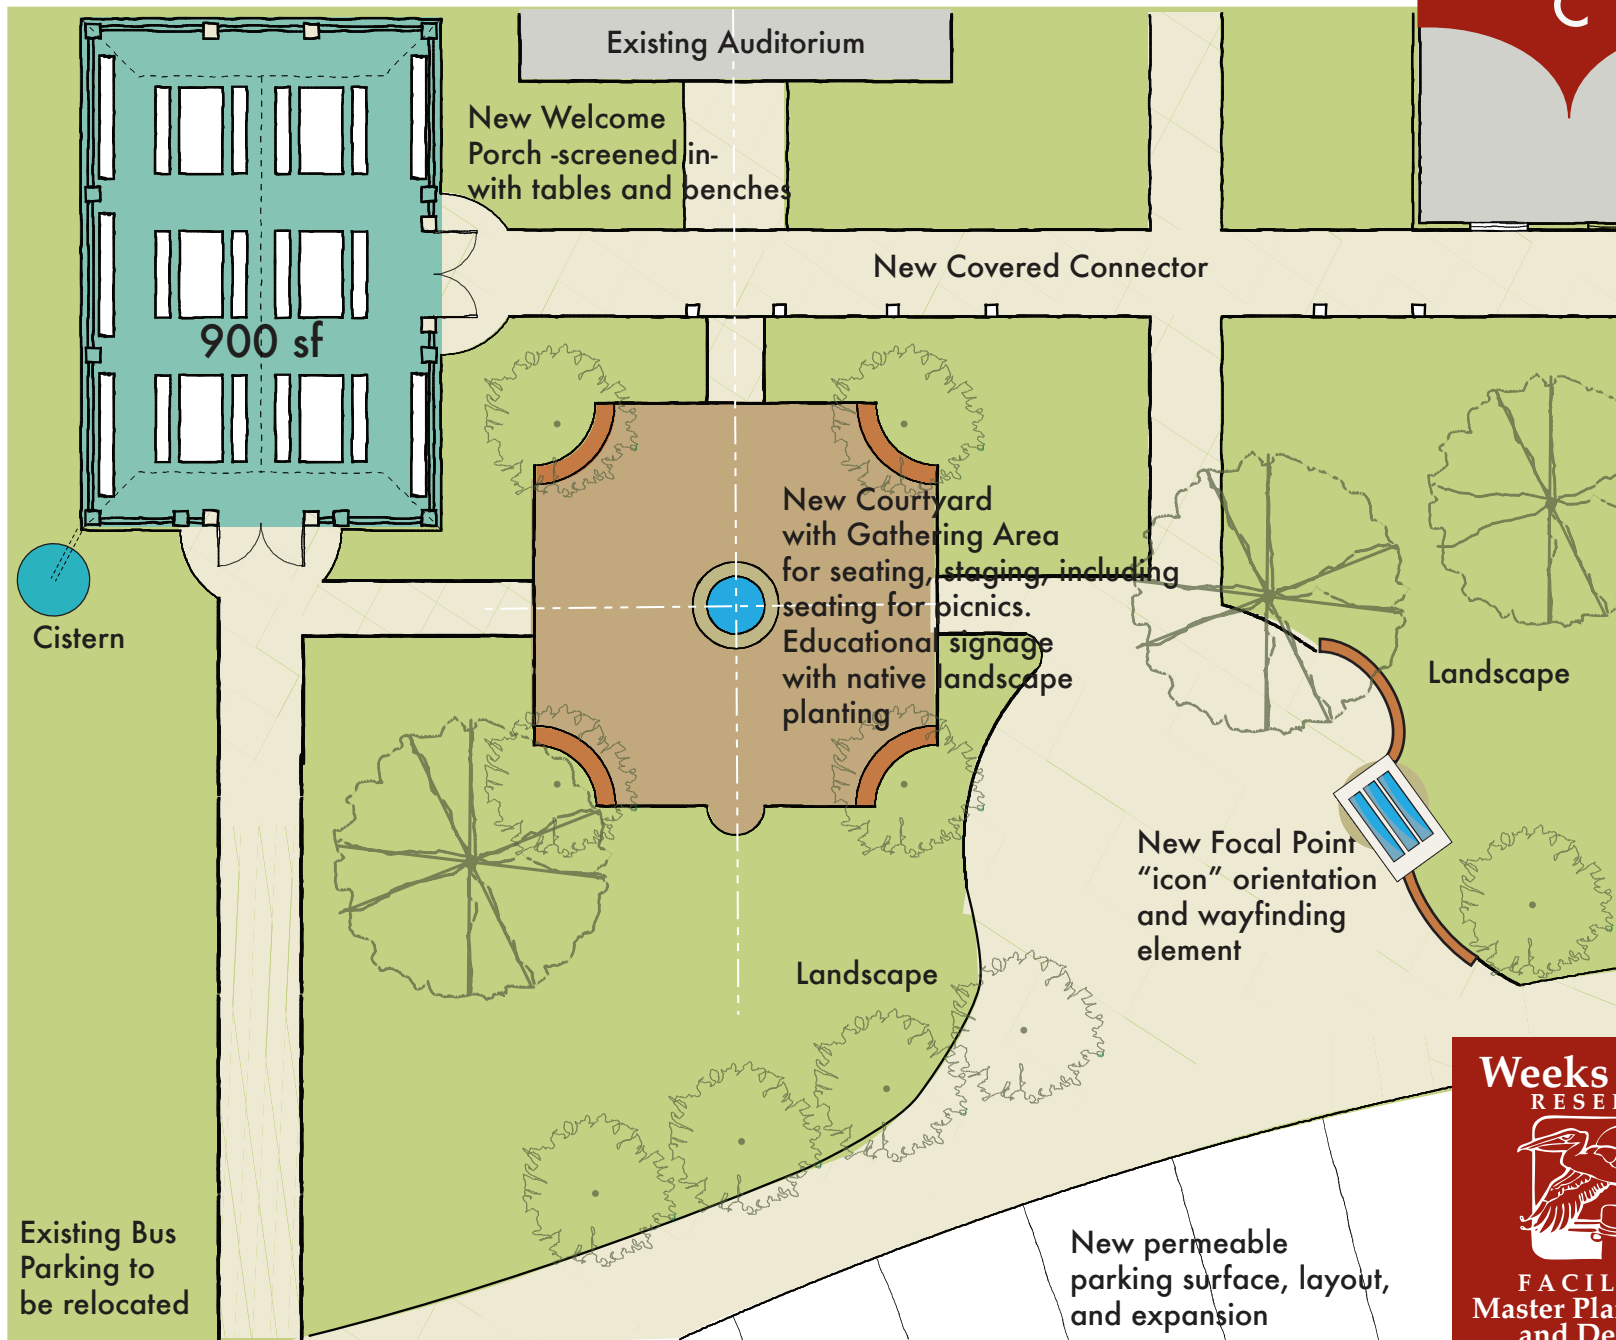 C
Existing Auditorium
New Welcome
Porch -screened in-
with tables and benches
New Covered Connector
900 sf
New Courtyard
with Gathering Area
for seating, staging, including
seating for picnics.
Educational signage
with native landscape
planting
Cistern
Landscape
New Focal Point
“icon” orientation
and wayfinding
element
Landscape
Weeks
Existing Bus
Parking to
be relocated
New permeable
parking surface, layout,
and expansion
Master
and